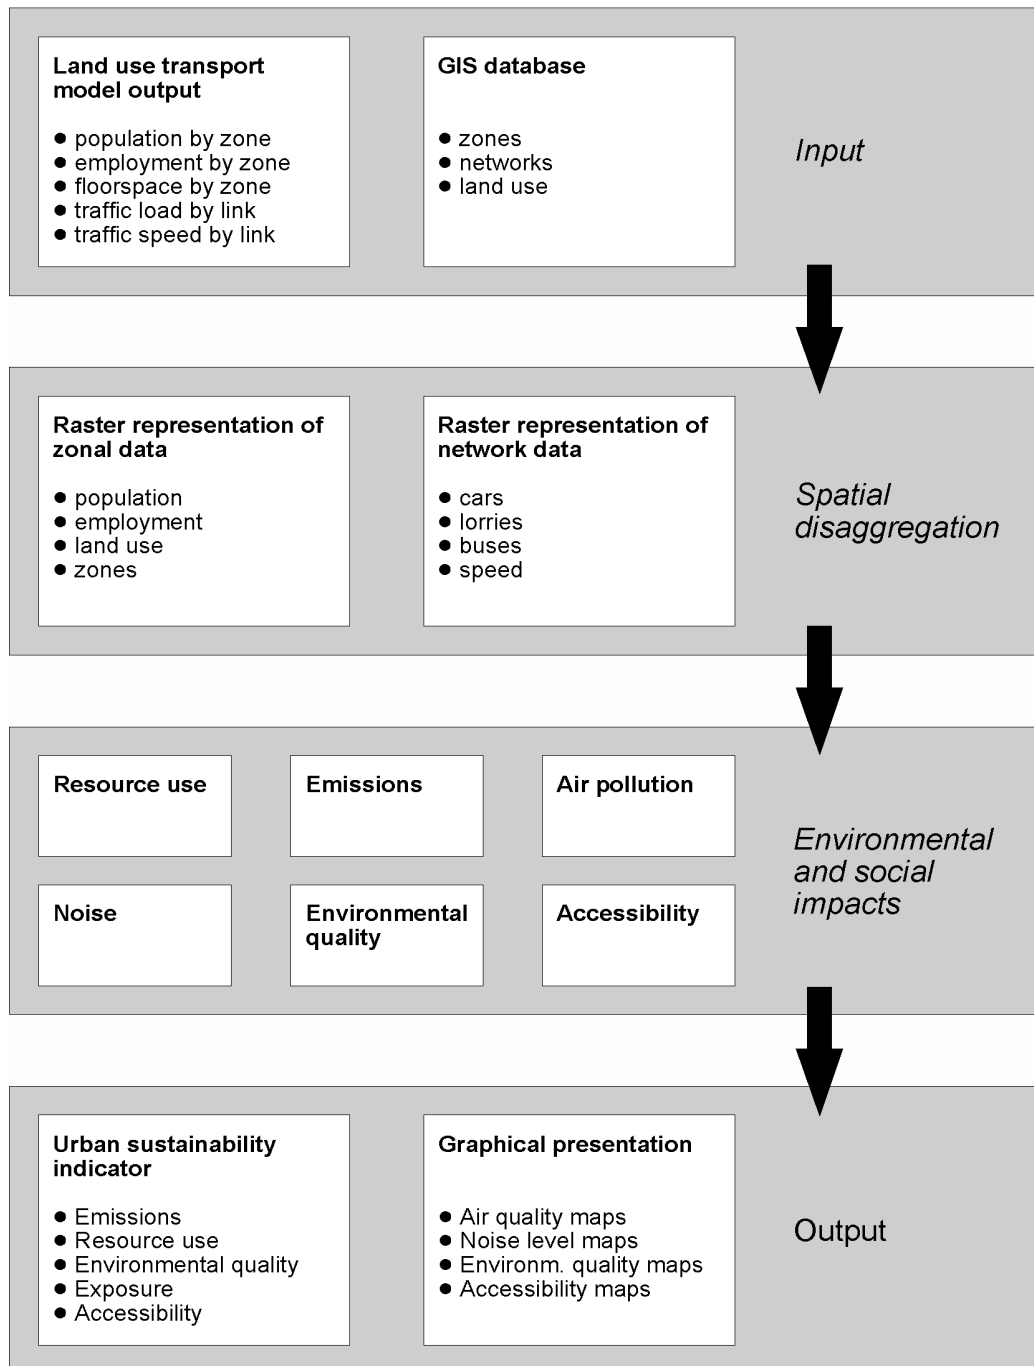 Land use transport
model output
● population by zone
● employment by zone
● floorspace by zone
● traffic load by link
● traffic speed by link
GIS database
● zones
● networks
● land use
Input
Raster representation of
zonal data
● population
● employment
● land use
● zones
Raster representation of
network data
● cars
● lorries
● buses
● speed
Spatial
disaggregation
Resource use
Emissions
Air pollution
Noise
Environmental
quality
Accessibility
Environmental
and social
impacts
Urban sustainability
indicator
● Emissions
● Resource use
● Environmental quality
● Exposure
● Accessibility
Graphical presentation
● Air quality maps
● Noise level maps
● Environm. quality maps
● Accessibility maps
Output